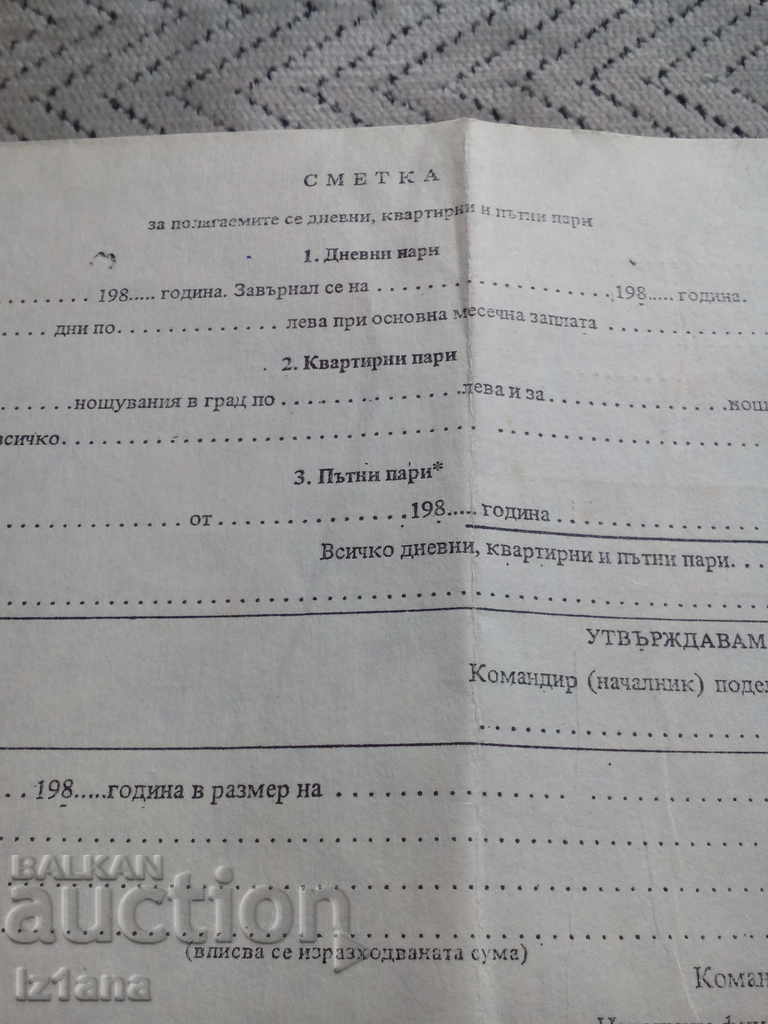 СМЕТКА
за полагаемите се дневни, квартирни и пътни пари
1. Дневни пари
........ 198..... година. Завърнал се на .................... 198..... година.
.... дни по ............. лева при основна месечна заплата ..............
2. Квартирни пари
....... нощувания в град по ................ лева и за ................
всичко ................................................
3. Пътни пари*
................ от ................ 198..... година ................
Всичко дневни, квартирни и пътни пари...
................................................
УТВЪРЖДАВАМ
Командир (началник)
................................
.. 198..... година в размер на ................................
................................................
................................................
................................................
(вписва се изразходваната сума)
BALKAN
auction
iz1ana